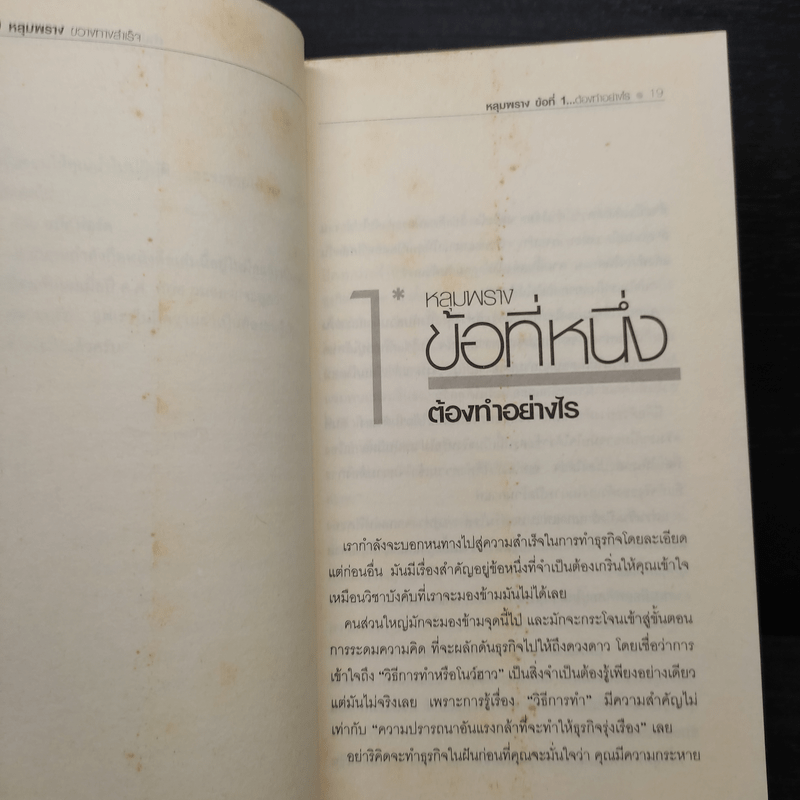 หลุมพราง ขวางทางสำเร็จ
หลุมพราง ข้อที่ 1...ต้องทำอย่างไร 19
1*
หลุมพราง
ข้อที่หนึ่ง
ต้องทำอย่างไร
เรากำลังจะบอกหนทางไปสู่ความสำเร็จในการทำธุรกิจโดยละเอียด
แต่ก่อนอื่น มันมีเรื่องสำคัญอยู่ข้อหนึ่งที่จำเป็นต้องเกริ่นให้คุณเข้าใจ
เหมือนวิชาบังคับที่เราจะมองข้ามมันไม่ได้เลย
คนส่วนใหญ่มักจะมองข้ามจุดนี้ไป และมักจะกระโจนเข้าสู่ขั้นตอน
การระดมความคิด ที่จะผลักดันธุรกิจไปให้ถึงดวงดาว โดยเชื่อว่าการ
เข้าใจถึง "วิธีการทำหรือโนว์ฮาว" เป็นสิ่งจำเป็นต้องรู้เพียงอย่างเดียว
แต่มันไม่จริงเลย เพราะการรู้เรื่อง "วิธีการทำ" มีความสำคัญไม่
เท่ากับ "ความปรารถนาอันแรงกล้าที่จะทำให้ธุรกิจรุ่งเรือง" เลย
อย่าริคิดจะทำธุรกิจในฝันก่อนที่คุณจะมั่นใจว่า คุณมีความกระหาย